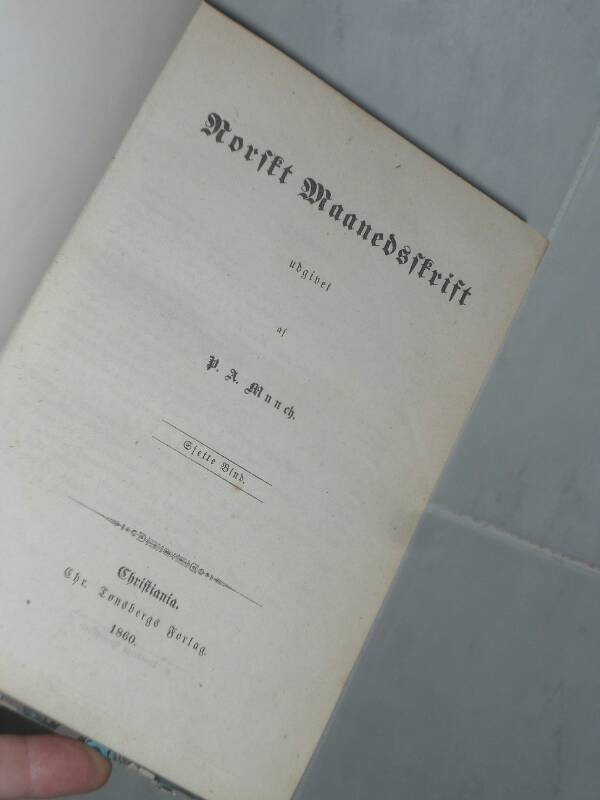 Norskt Maanedsskrift
udgivet
af
P. A. Munch.
Sjette Bind.
Christiania.
Chr. Tønsbergs Forlag.
1860.